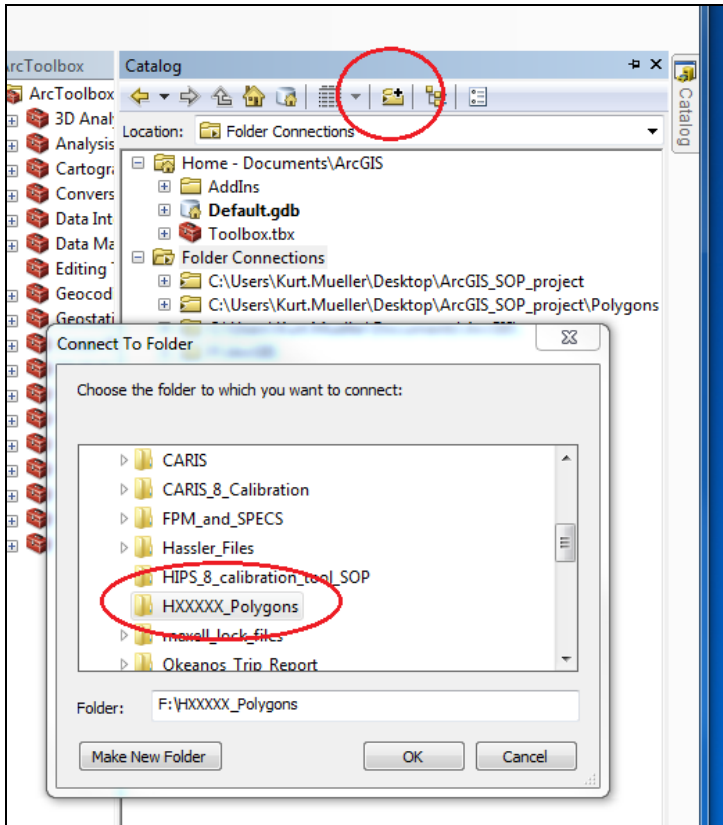 rcToolbox
ArcToolbox
3D Anal
Analysis
Cartogra
Convers
Data Int
Data Ma
Editing
Geocod
Geostati
Catalog
Location: Folder Connections
Home - Documents\ArcGIS
AddIns
Default.gdb
Toolbox.tbx
Folder Connections
C:\Users\Kurt.Mueller\Desktop\ArcGIS_SOP_project
C:\Users\Kurt.Mueller\Desktop\ArcGIS_SOP_project\Polygons
Catalog
Connect To Folder
Choose the folder to which you want to connect:
CARIS
CARIS_8_Calibration
FPM_and_SPECS
Hassler_Files
HIPS_8_calibration_tool_SOP
HXXXXX_Polygons
maxell_lock_files
Okeanos_Trip_Report
Folder: F:\HXXXXX_Polygons
Make New Folder
OK
Cancel